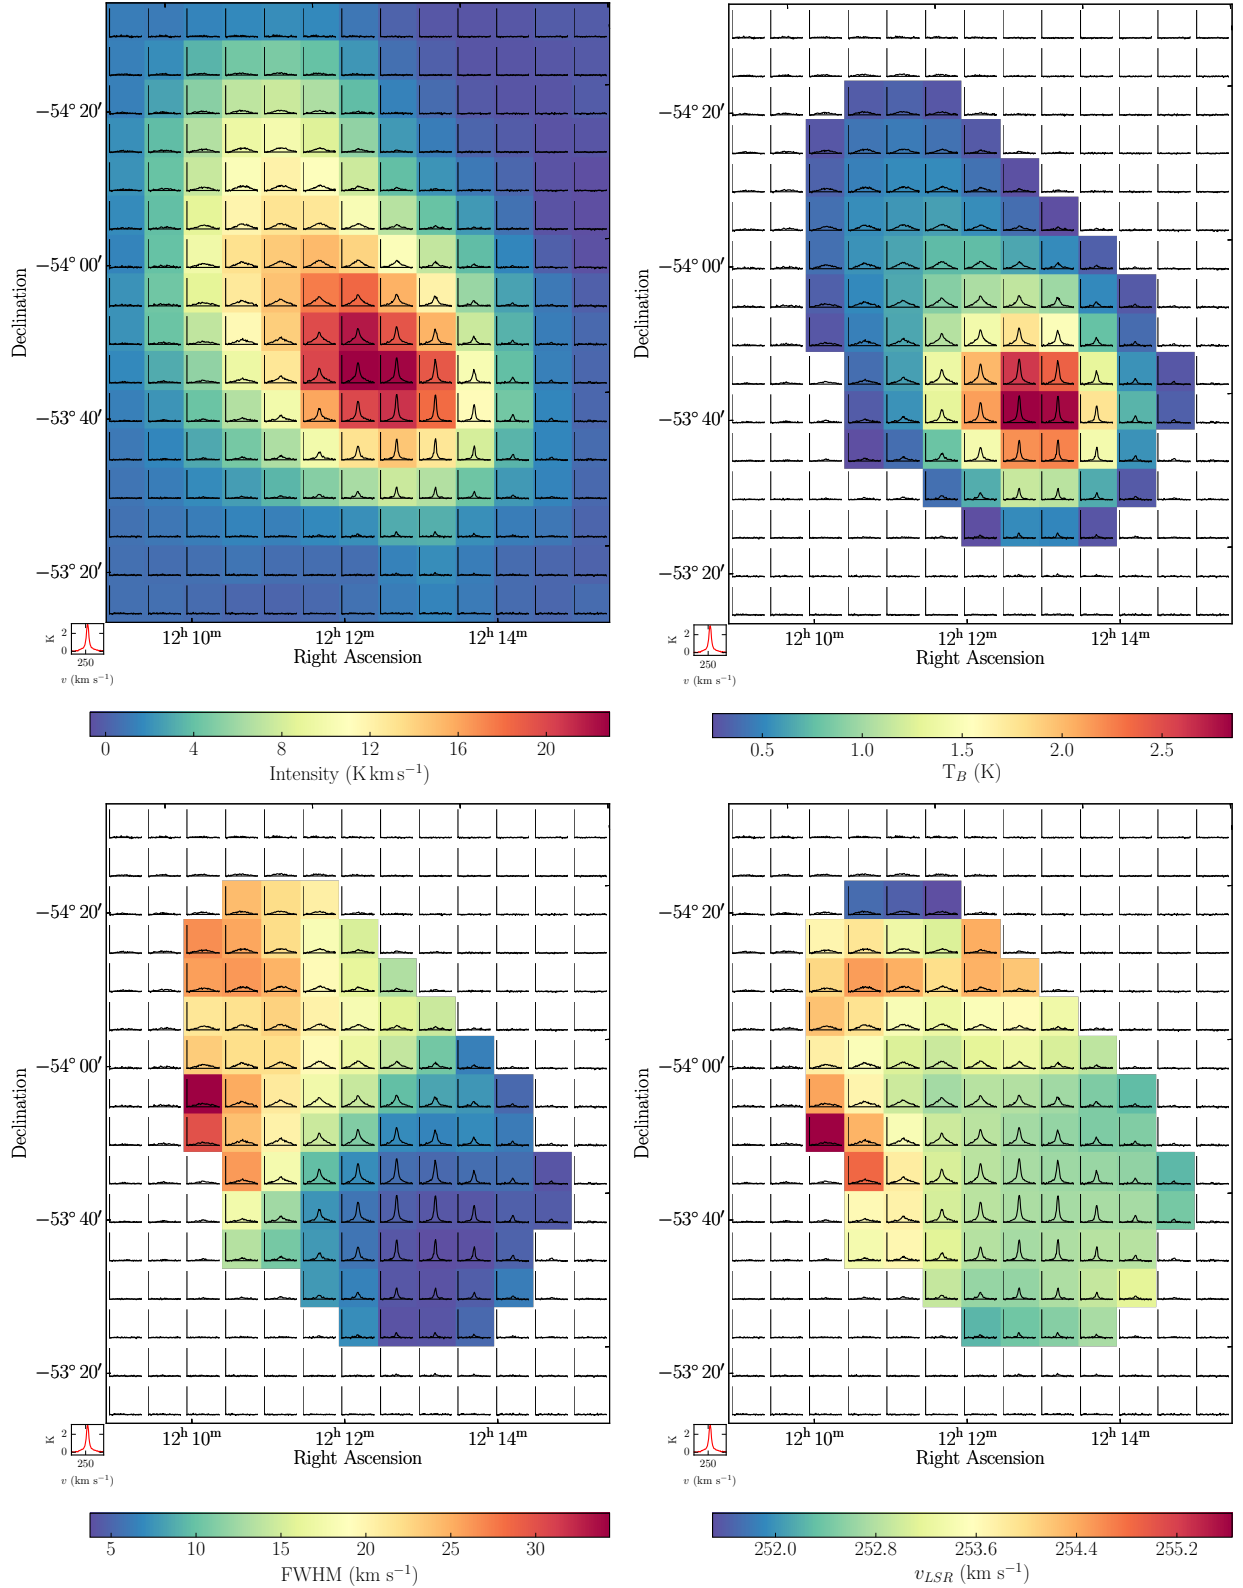 −54° 20′
−54° 00′
−53° 40′
−53° 20′
Declination
12ʰ 10ᵐ
12ʰ 12ᵐ
12ʰ 14ᵐ
Right Ascension
K
2
0
250
v (km s⁻¹)
0
4
8
12
16
20
Intensity (K km s⁻¹)
−54° 20′
−54° 00′
−53° 40′
−53° 20′
Declination
12ʰ 10ᵐ
12ʰ 12ᵐ
12ʰ 14ᵐ
Right Ascension
K
2
0
250
v (km s⁻¹)
0.5
1.0
1.5
2.0
2.5
T_B (K)
−54° 20′
−54° 00′
−53° 40′
−53° 20′
Declination
12ʰ 10ᵐ
12ʰ 12ᵐ
12ʰ 14ᵐ
Right Ascension
K
2
0
250
v (km s⁻¹)
5
10
15
20
25
30
FWHM (km s⁻¹)
−54° 20′
−54° 00′
−53° 40′
−53° 20′
Declination
12ʰ 10ᵐ
12ʰ 12ᵐ
12ʰ 14ᵐ
Right Ascension
K
2
0
250
v (km s⁻¹)
252.0
252.8
253.6
254.4
255.2
v_LSR (km s⁻¹)